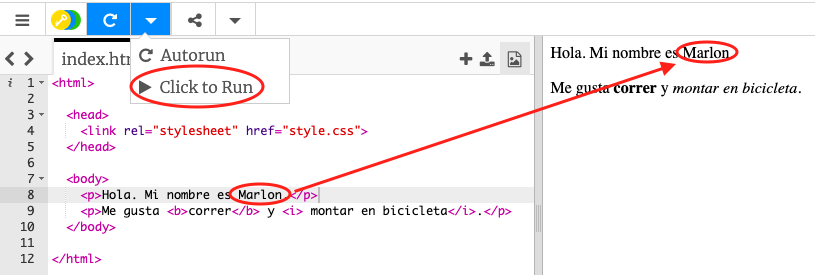 Autorun
Click to Run
index.htm
i 1 <html>
2
3 <head>
4 <link rel="stylesheet" href="style.css">
5 </head>
6
7 <body>
8 <p>Hola. Mi nombre es Marlon </p>
9 <p>Me gusta <b>correr</b> y <i> montar en bicicleta</i>.</p>
10 </body>
11
12 </html>
Hola. Mi nombre es Marlon
Me gusta correr y montar en bicicleta.